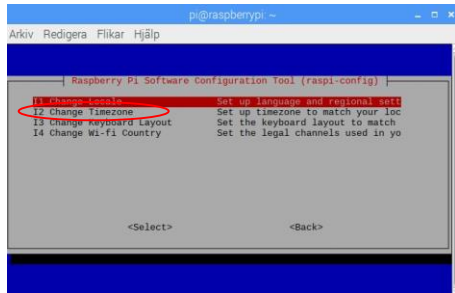 pi@raspberrypi: ~
Arkiv Redigera Flikar Hjälp
Raspberry Pi Software Configuration Tool (raspi-config)
I1 Change Locale Set up language and regional sett
I2 Change Timezone Set up timezone to match your loc
I3 Change Keyboard Layout Set the keyboard layout to match
I4 Change Wi-fi Country Set the legal channels used in yo
<Select> <Back>